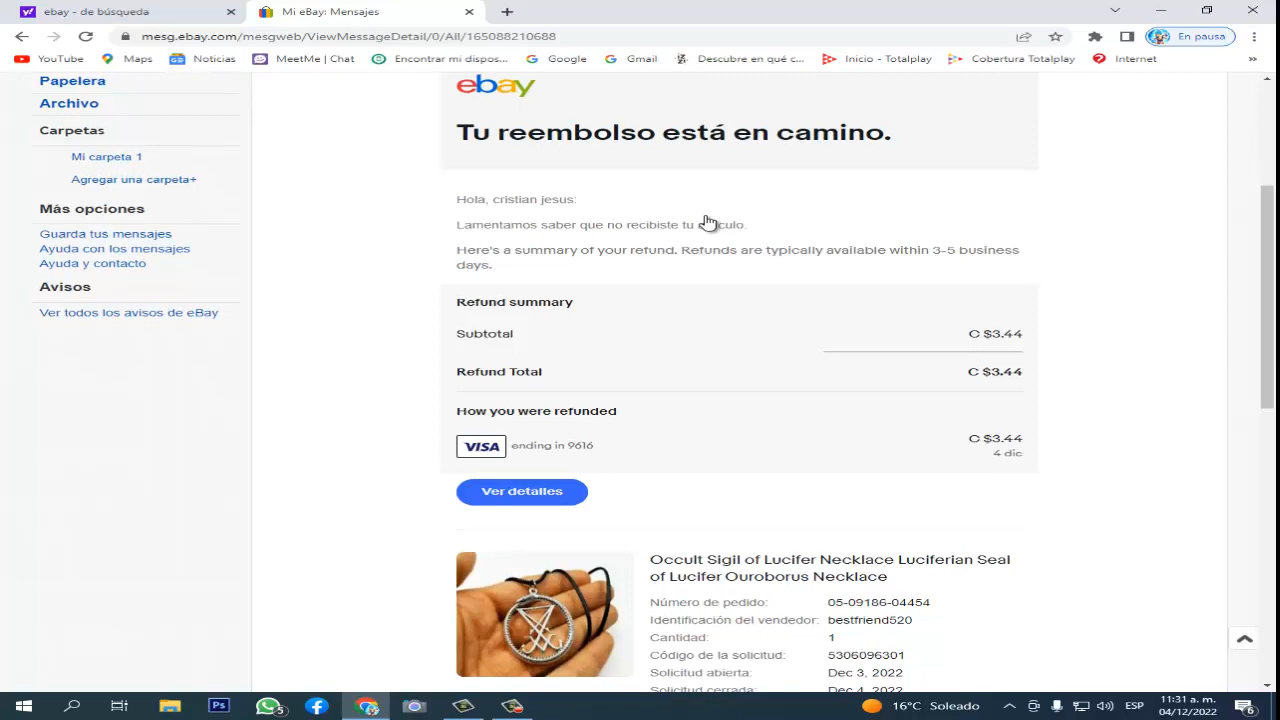 ebay - de búsqueda
Mi eBay: Mensajes
mesg.ebay.com/mesgweb/ViewMessageDetail/0/All/165088210688
En pausa
YouTube
Maps
Noticias
MeetMe | Chat
Encontrar mi dispos...
Google
Gmail
Descubre en qué c...
Inicio - Totalplay
Cobertura Totalplay
Internet
»
Papelera
Archivo
Carpetas
Mi carpeta 1
Agregar una carpeta+
Más opciones
Guarda tus mensajes
Ayuda con los mensajes
Ayuda y contacto
Avisos
Ver todos los avisos de eBay
ebay
Tu reembolso está en camino.
Hola, cristian jesus:
Lamentamos saber que no recibiste tu
Here's a summary of your refund. Refunds are typically available within 3-5 business
days.
Refund summary
Subtotal C $3.44
Refund Total C $3.44
How you were refunded
VISA ending in 9616 C $3.44
4 dic
Ver detalles
Occult Sigil of Lucifer Necklace Luciferian Seal
of Lucifer Ouroborus Necklace
Número de pedido: 05-09186-04454
Identificación del vendedor: bestfriend520
Cantidad: 1
Código de la solicitud: 5306096301
Solicitud abierta: Dec 3, 2022
Solicitud cerrada: Dec 4, 2022
Ps
5
16°C Soleado
ESP
11:31 a. m.
04/12/2022
6